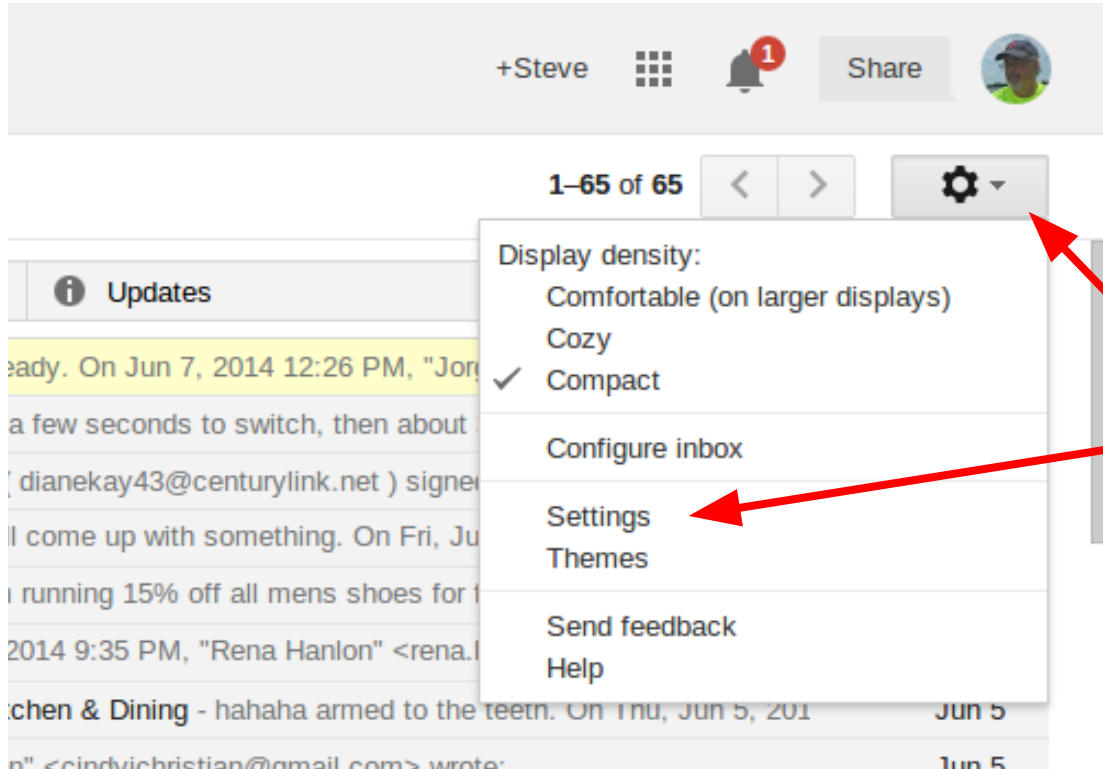 +Steve 1 Share
1–65 of 65
Display density:
Comfortable (on larger displays)
Cozy
Compact
Configure inbox
Settings
Themes
Send feedback
Help
Updates
eady. On Jun 7, 2014 12:26 PM, "Jorg
a few seconds to switch, then about
( dianekay43@centurylink.net ) signed
ll come up with something. On Fri, Ju
running 15% off all mens shoes for
2014 9:35 PM, "Rena Hanlon" <rena.
tchen & Dining - hahaha armed to the teeth. On Thu, Jun 5, 201 Jun 5
n" <cindyjchristian@gmail.com> wrote: Jun 5